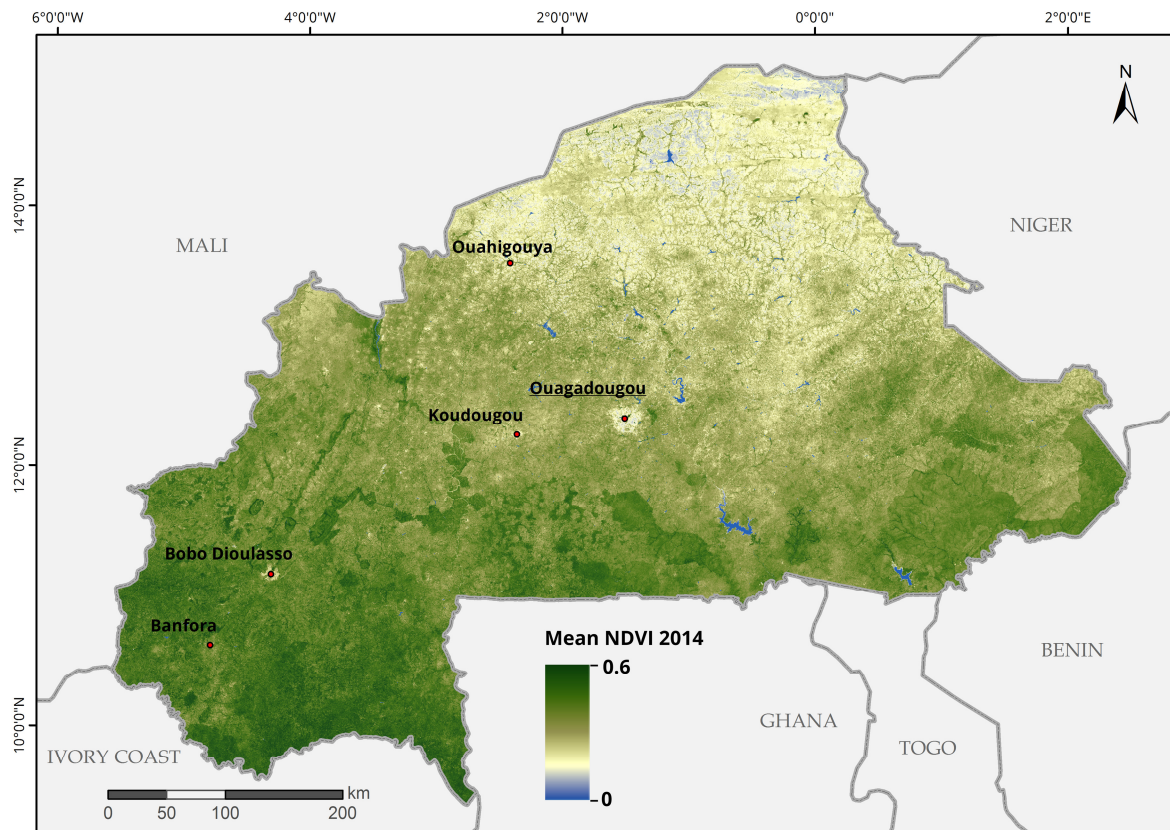 6°0'0"W
4°0'0"W
2°0'0"W
0°0'0"
2°0'0"E
N
14°0'0"N
MALI
NIGER
Ouahigouya
Ouagadougou
Koudougou
12°0'0"N
Bobo Dioulasso
Banfora
Mean NDVI 2014
0.6
0
BENIN
GHANA
TOGO
10°0'0"N
IVORY COAST
km
0 50 100 200